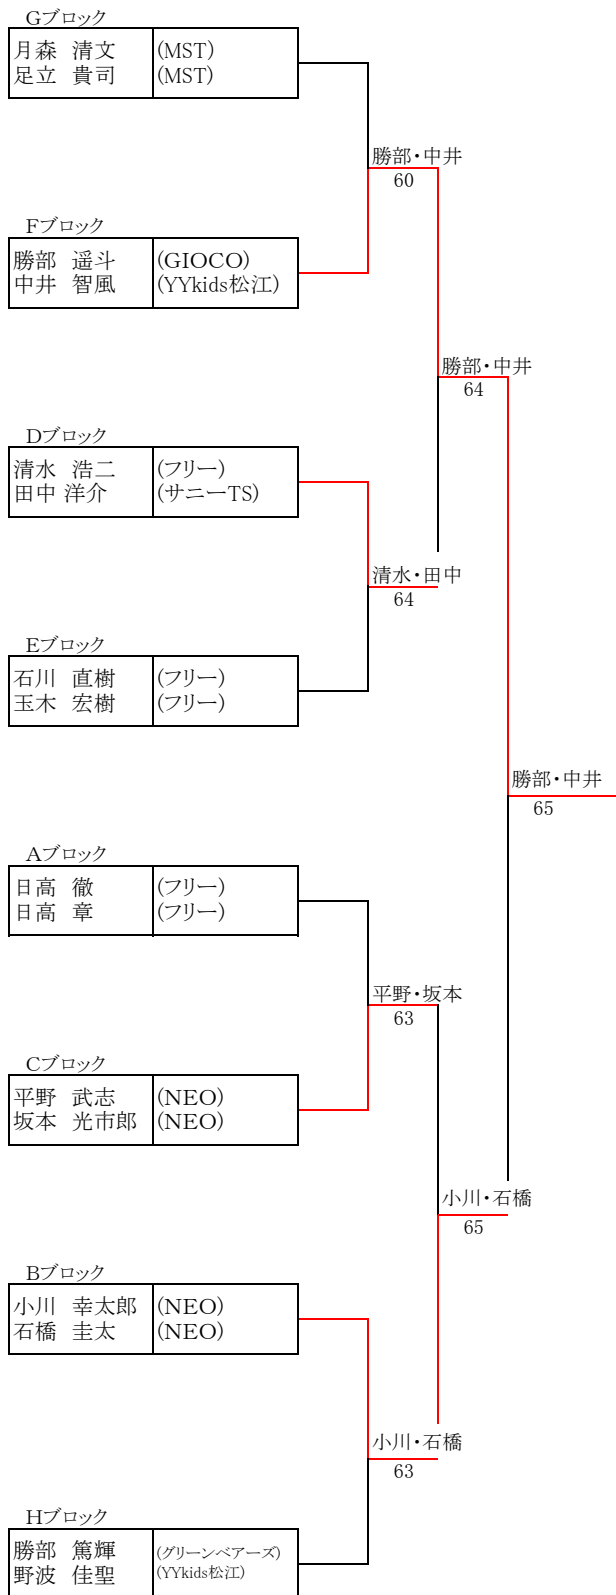 Gブロック
月森 清文 (MST)
足立 貴司 (MST)
勝部・中井
60
Fブロック
勝部 遥斗 (GIOCO)
中井 智風 (YYkids松江)
勝部・中井
64
Dブロック
清水 浩二 (フリー)
田中 洋介 (サニーTS)
清水・田中
64
Eブロック
石川 直樹 (フリー)
玉木 宏樹 (フリー)
勝部・中井
65
Aブロック
日高 徹 (フリー)
日高 章 (フリー)
平野・坂本
63
Cブロック
平野 武志 (NEO)
坂本 光市郎 (NEO)
小川・石橋
65
Bブロック
小川 幸太郎 (NEO)
石橋 圭太 (NEO)
小川・石橋
63
Hブロック
勝部 篤輝 (グリーンベアーズ)
野波 佳聖 (YYkids松江)